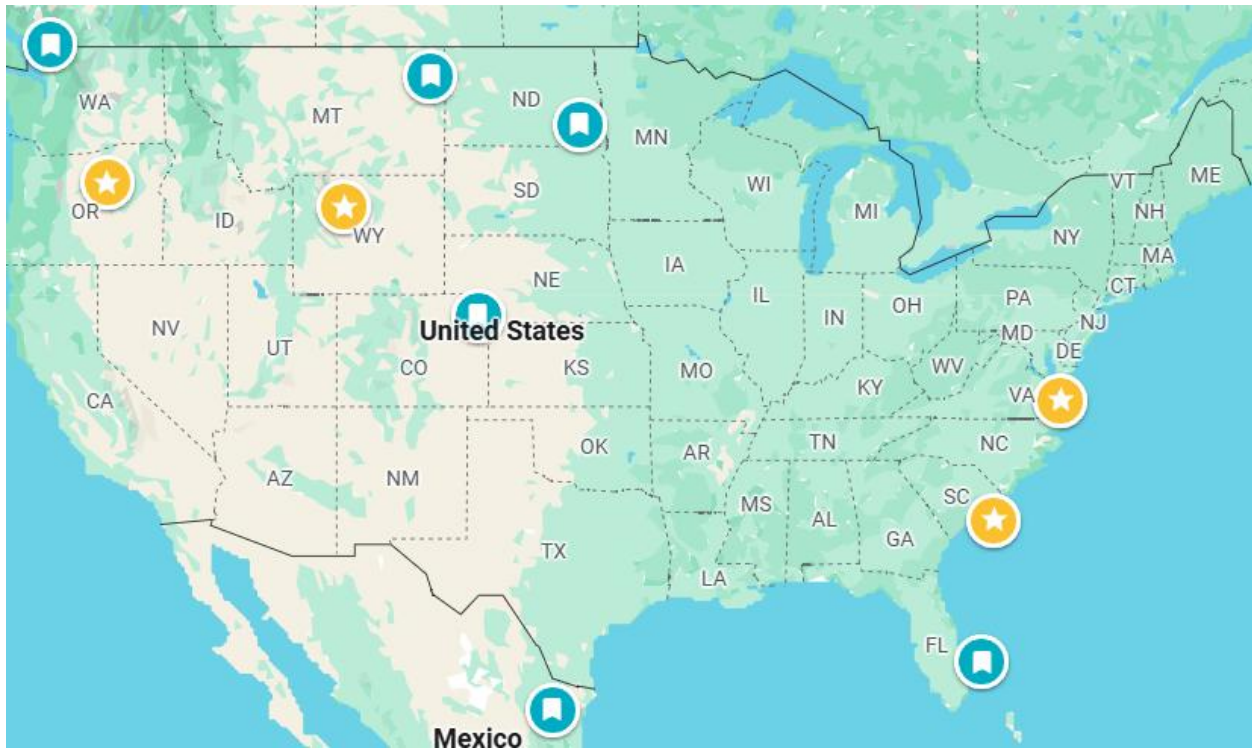 WA
MT
ND
MN
ME
VT
OR
ID
WY
SD
WI
MI
NH
NY
MA
CT
NV
UT
CO
NE
IA
IL
IN
OH
PA
NJ
MD
DE
United States
KS
MO
KY
WV
VA
CA
AZ
NM
OK
AR
TN
NC
SC
MS
AL
GA
TX
LA
FL
Mexico